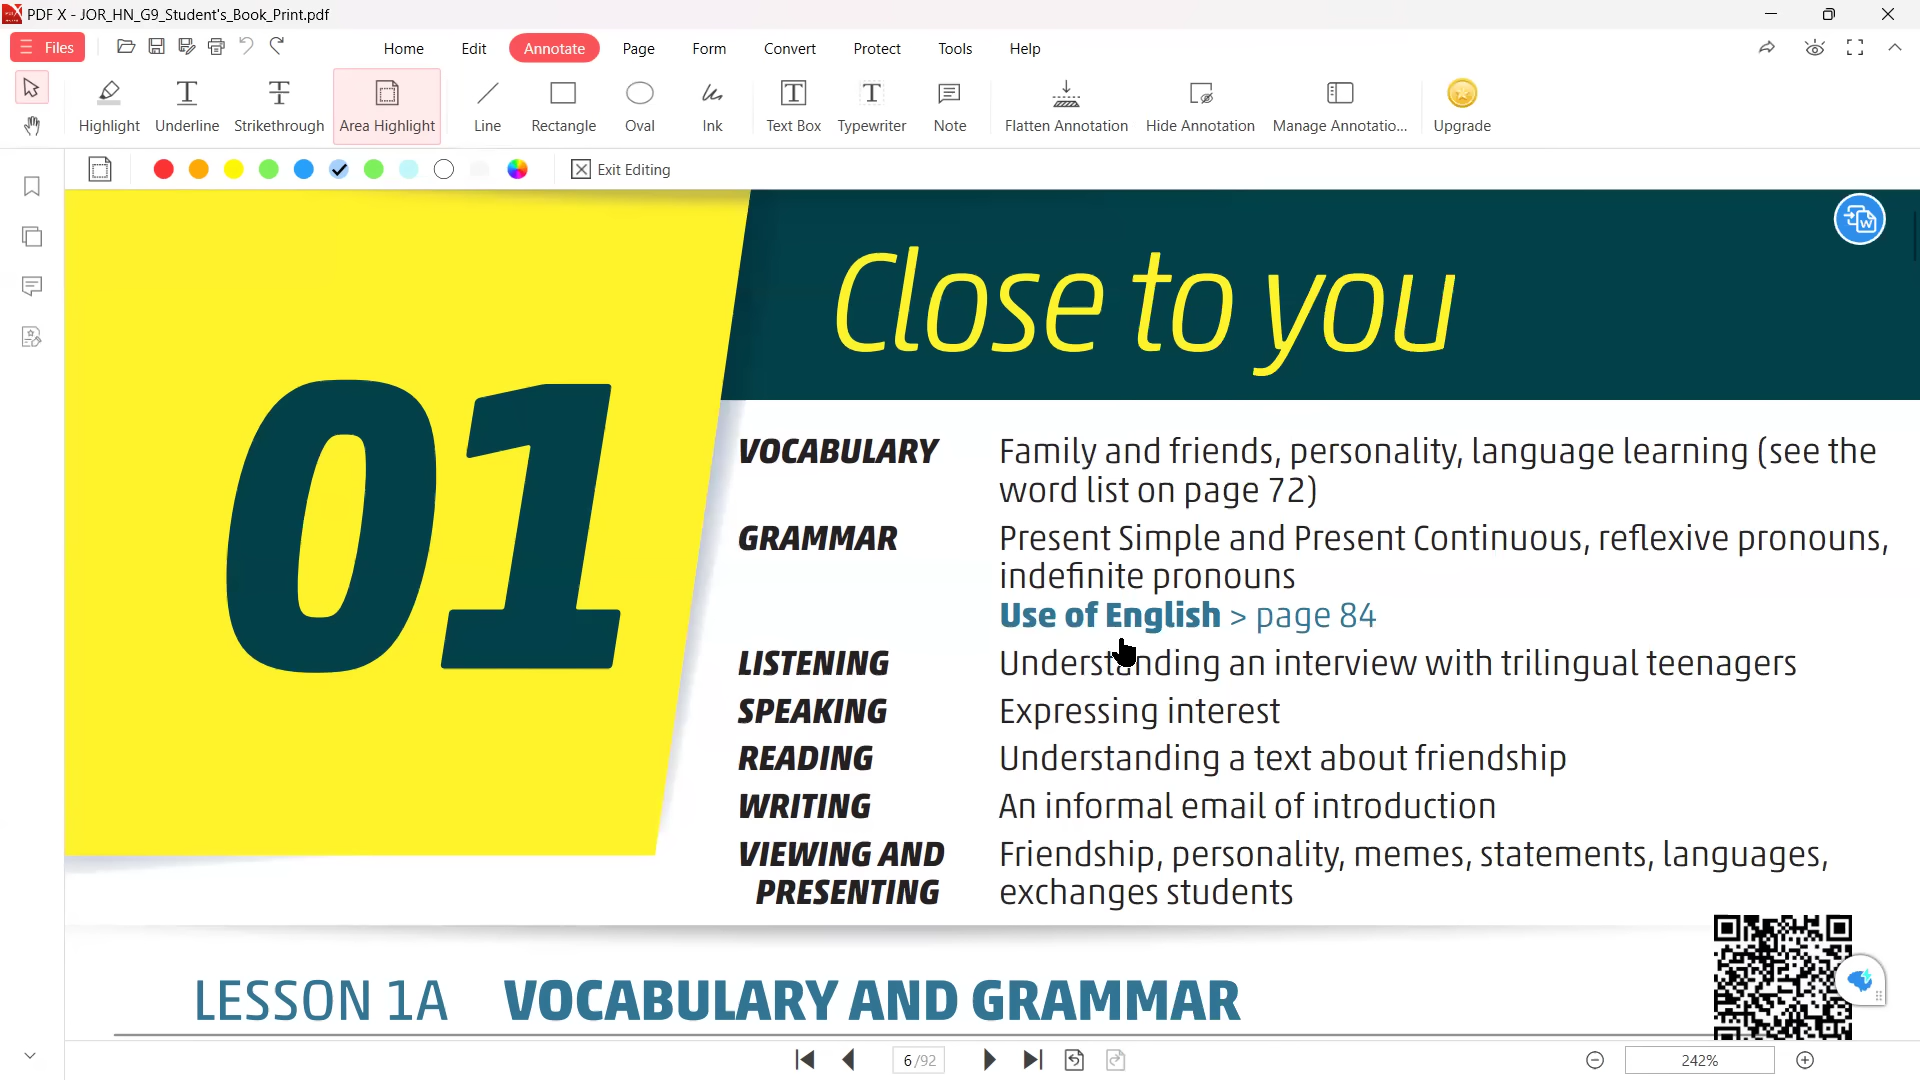 PDF X - JOR_HN_G9_Student's_Book_Print.pdf
Files
Home Edit Annotate Page Form Convert Protect Tools Help
Highlight Underline Strikethrough Area Highlight Line Rectangle Oval Ink Text Box Typewriter Note Flatten Annotation Hide Annotation Manage Annotatio... Upgrade
Exit Editing
Close to you
01
VOCABULARY Family and friends, personality, language learning (see the
word list on page 72)
GRAMMAR Present Simple and Present Continuous, reflexive pronouns,
indefinite pronouns
Use of English > page 84
LISTENING Understanding an interview with trilingual teenagers
SPEAKING Expressing interest
READING Understanding a text about friendship
WRITING An informal email of introduction
VIEWING AND Friendship, personality, memes, statements, languages,
PRESENTING exchanges students
LESSON 1A VOCABULARY AND GRAMMAR
6 /92
242%